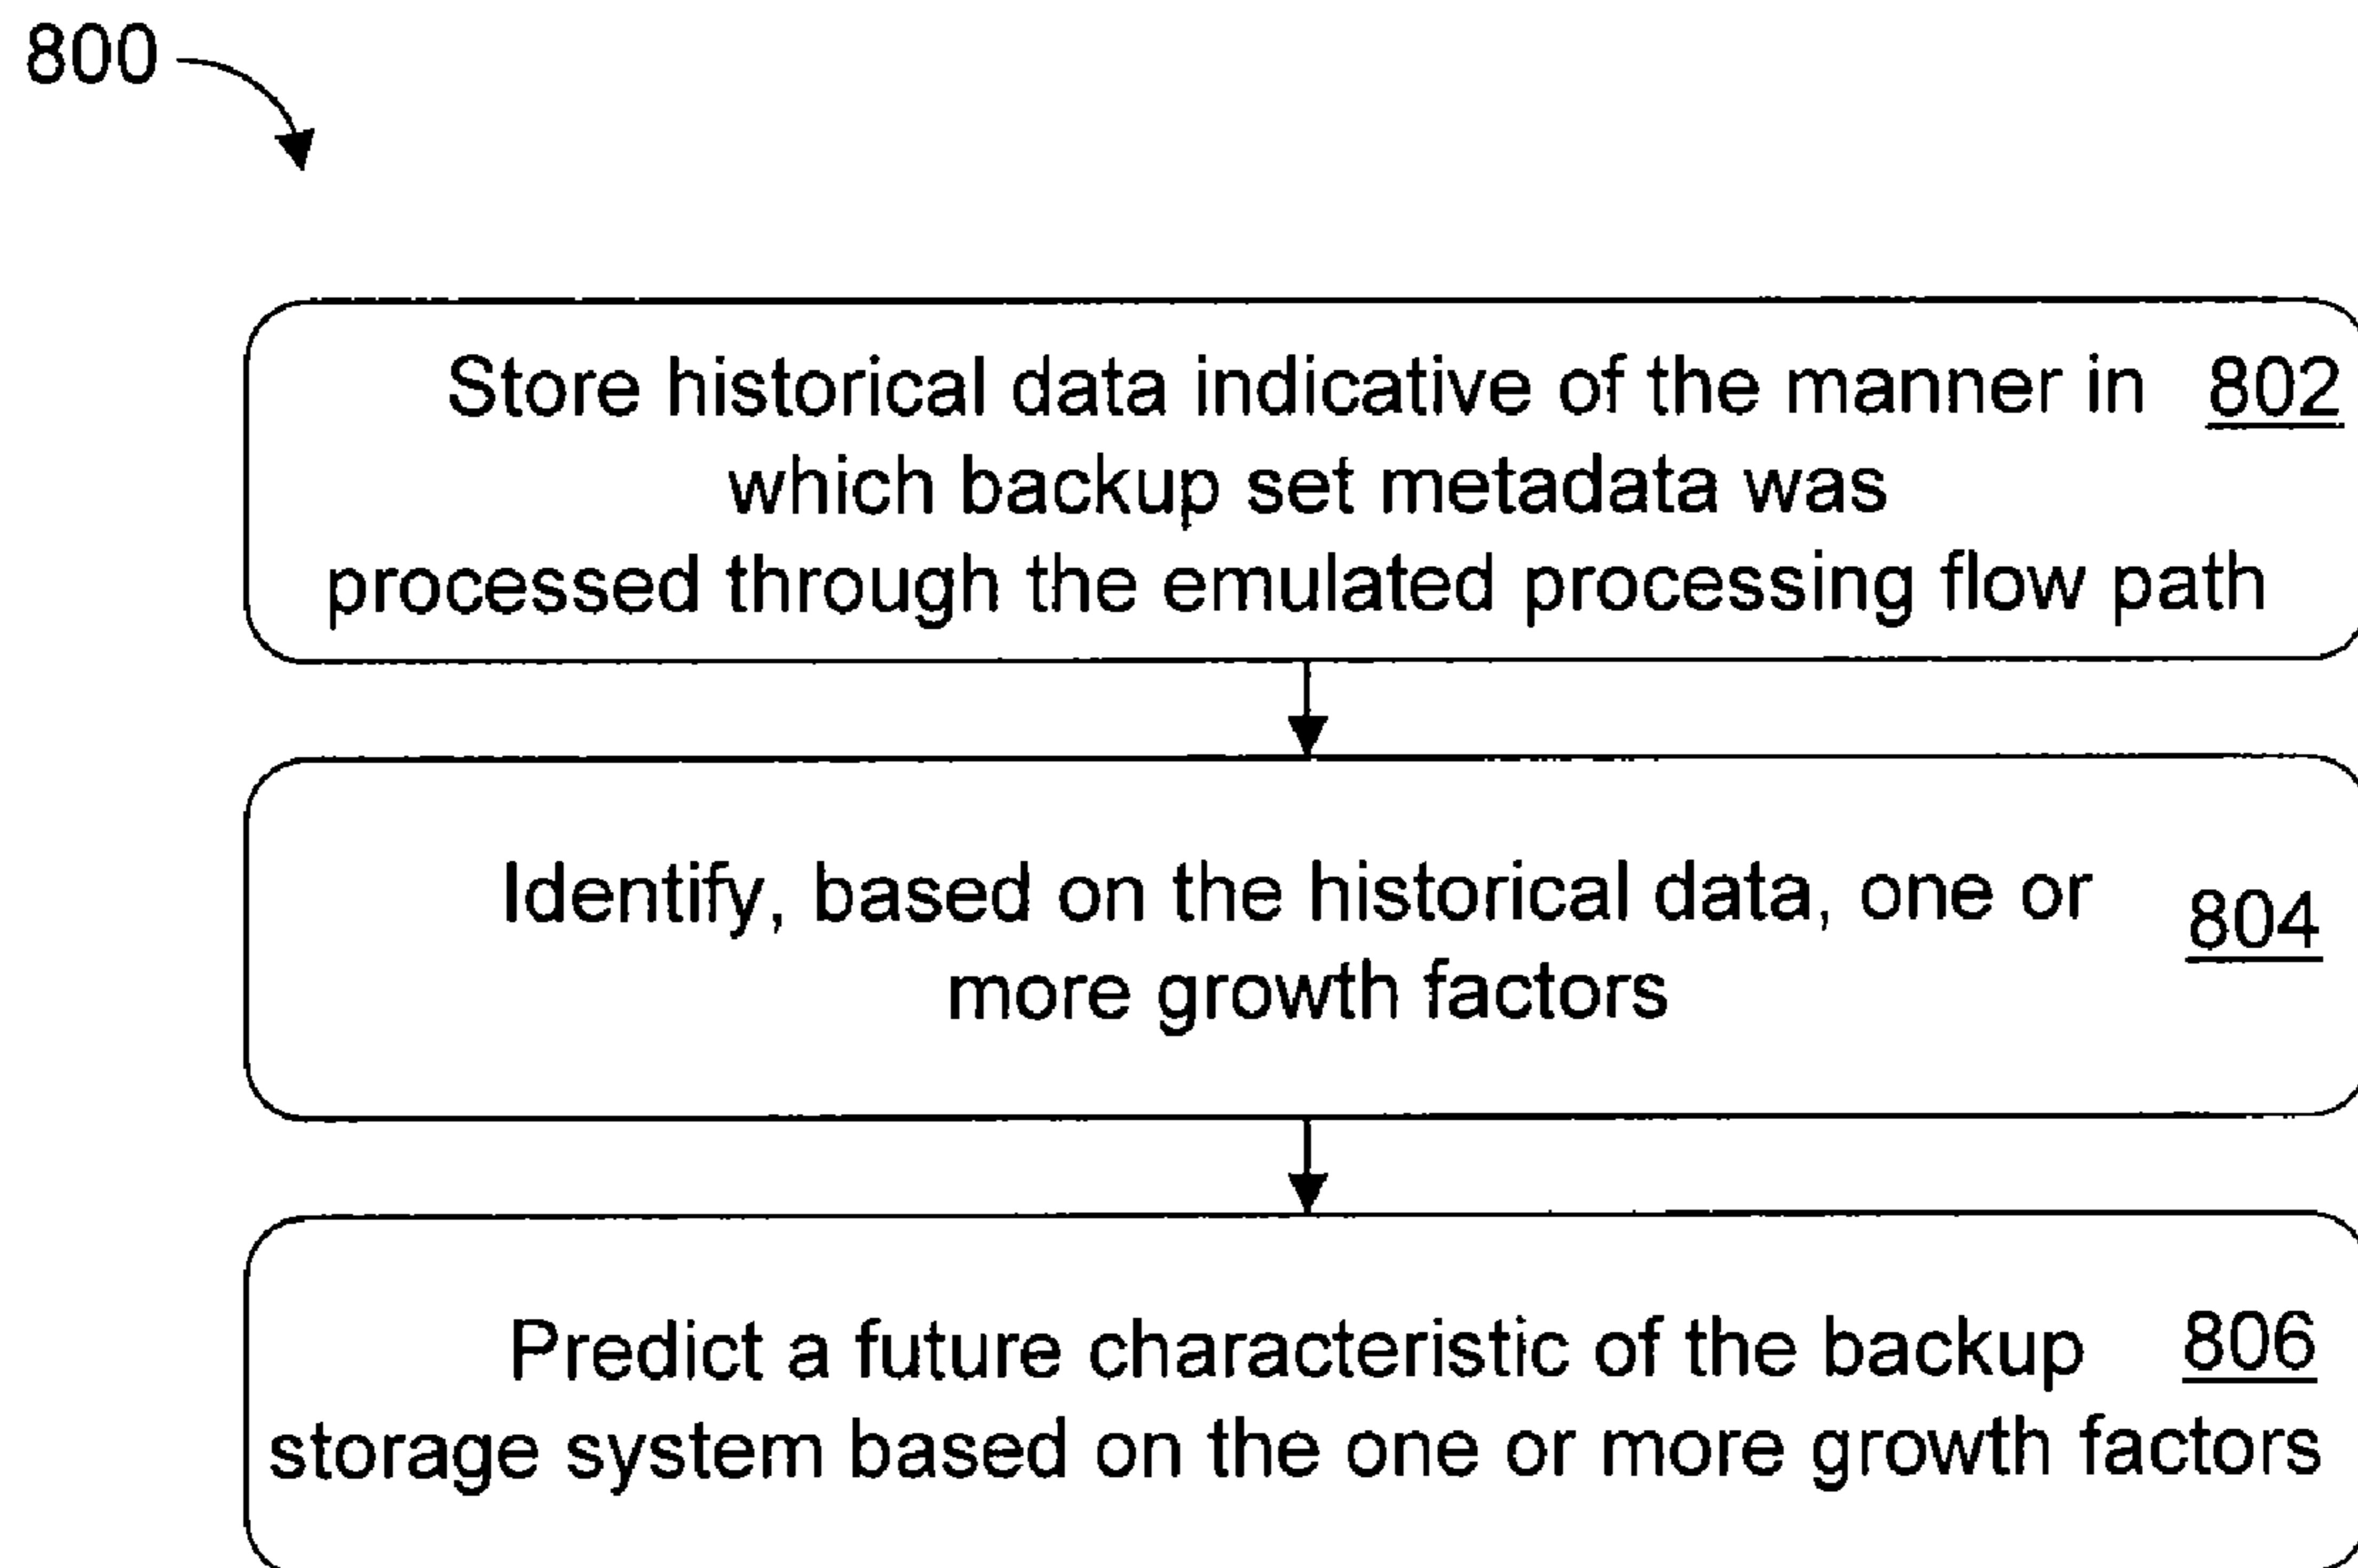 800
Store historical data indicative of the manner in 802
which backup set metadata was
processed through the emulated processing flow path
Identify, based on the historical data, one or
804
more growth factors
Predict a future characteristic of the backup 806
storage system based on the one or more growth factors